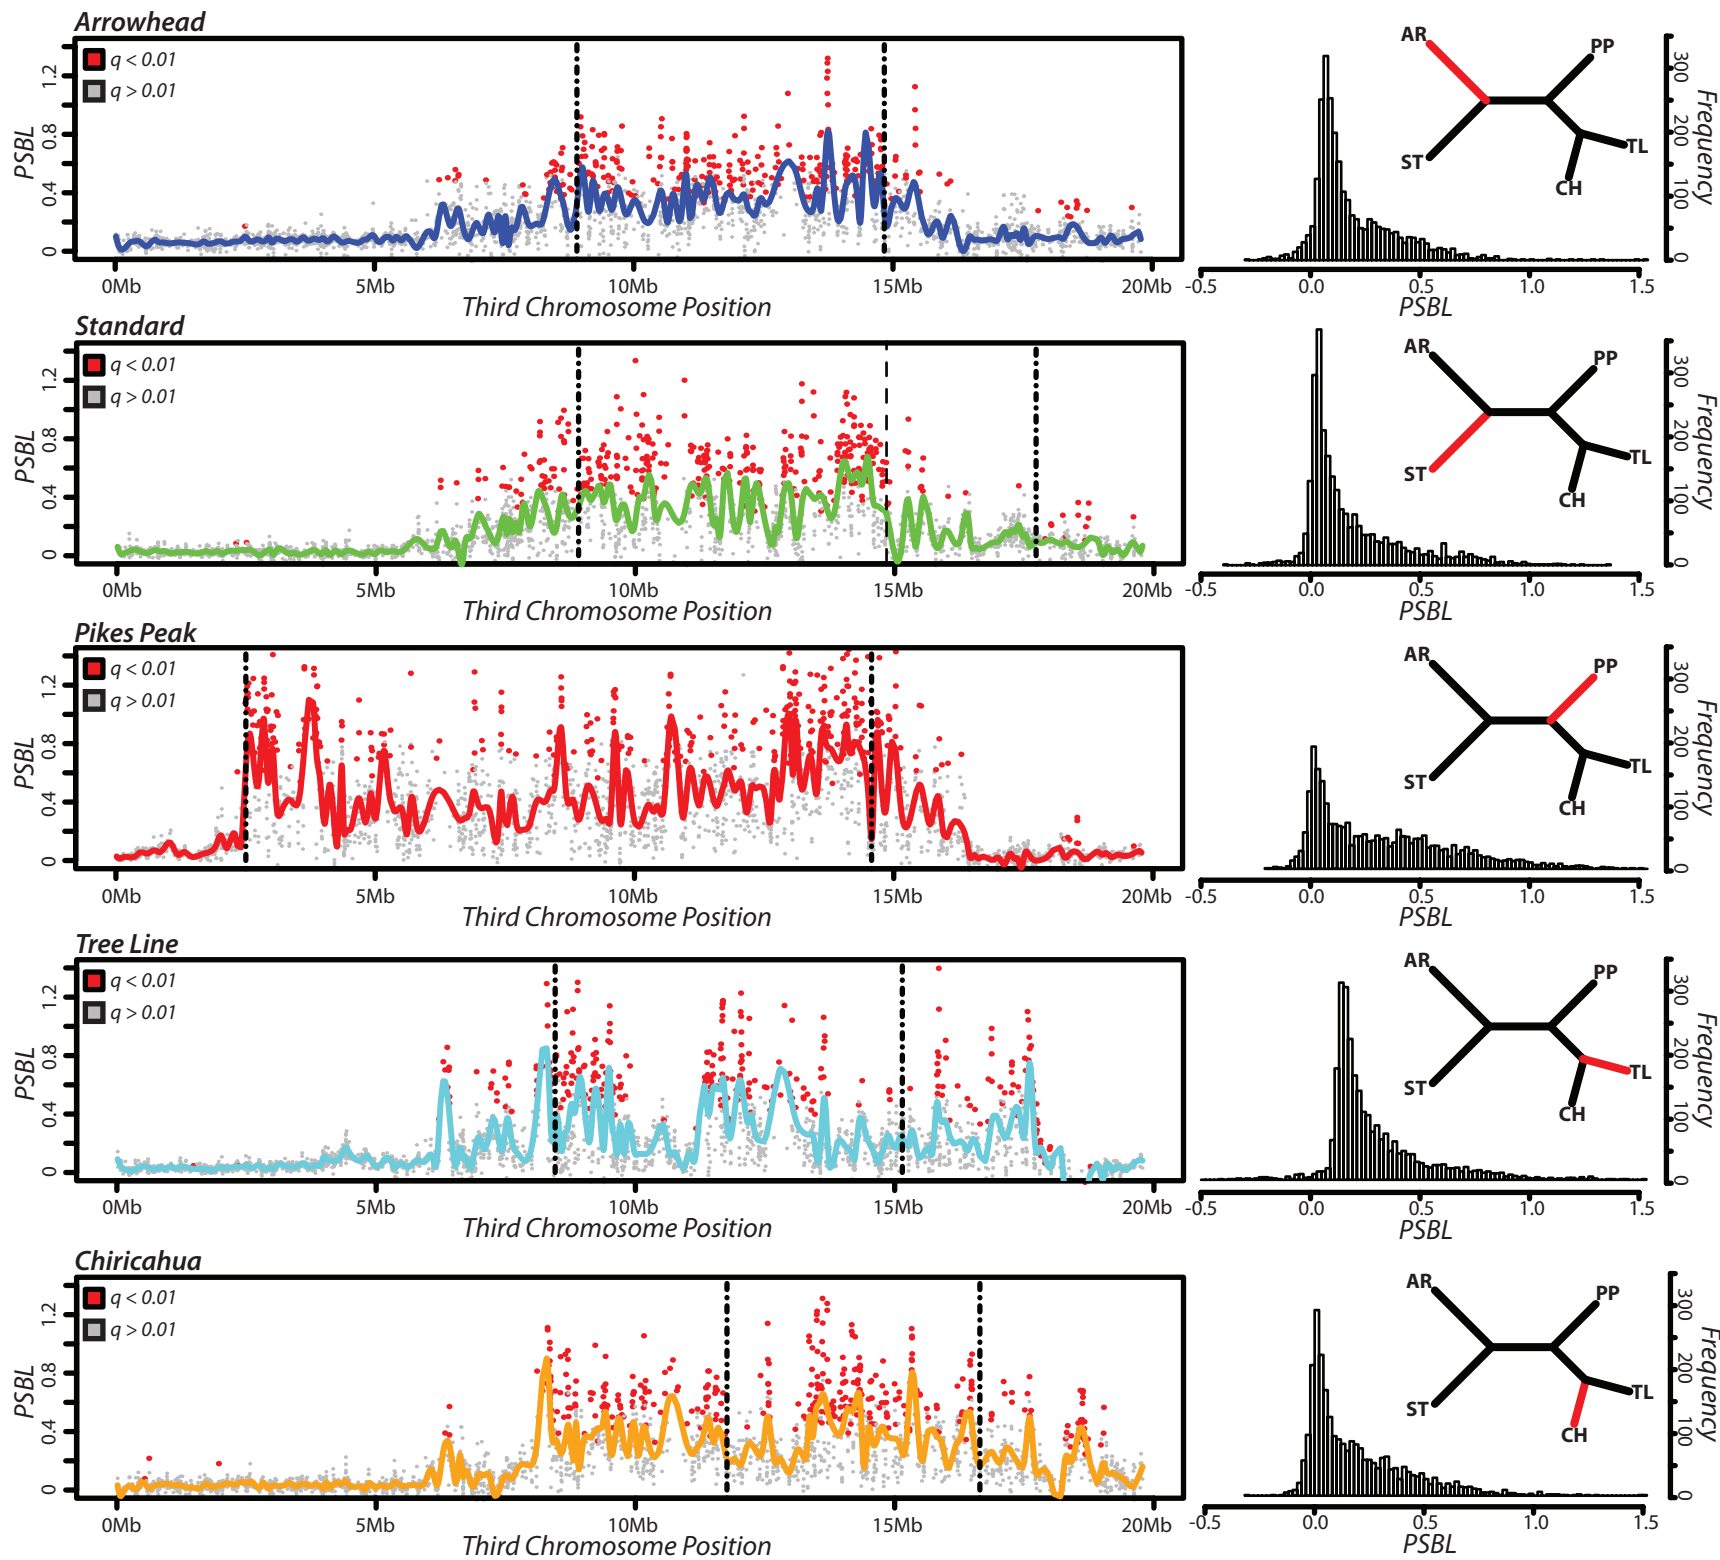 Arrowhead
q < 0.01
q > 0.01
PSBL
0 0.4 0.8 1.2
0Mb 5Mb 10Mb 15Mb 20Mb
Third Chromosome Position
AR PP
ST CH TL
0 100 200 300
Frequency
-0.5 0.0 0.5 1.0 1.5
PSBL
Standard
q < 0.01
q > 0.01
PSBL
0 0.4 0.8 1.2
0Mb 5Mb 10Mb 15Mb 20Mb
Third Chromosome Position
AR PP
ST CH TL
0 100 200 300
Frequency
-0.5 0.0 0.5 1.0 1.5
PSBL
Pikes Peak
q < 0.01
q > 0.01
PSBL
0 0.4 0.8 1.2
0Mb 5Mb 10Mb 15Mb 20Mb
Third Chromosome Position
AR PP
ST CH TL
0 100 200 300
Frequency
-0.5 0.0 0.5 1.0 1.5
PSBL
Tree Line
q < 0.01
q > 0.01
PSBL
0 0.4 0.8 1.2
0Mb 5Mb 10Mb 15Mb 20Mb
Third Chromosome Position
AR PP
ST CH TL
0 100 200 300
Frequency
-0.5 0.0 0.5 1.0 1.5
PSBL
Chiricahua
q < 0.01
q > 0.01
PSBL
0 0.4 0.8 1.2
0Mb 5Mb 10Mb 15Mb 20Mb
Third Chromosome Position
AR PP
ST CH TL
0 100 200 300
Frequency
-0.5 0.0 0.5 1.0 1.5
PSBL